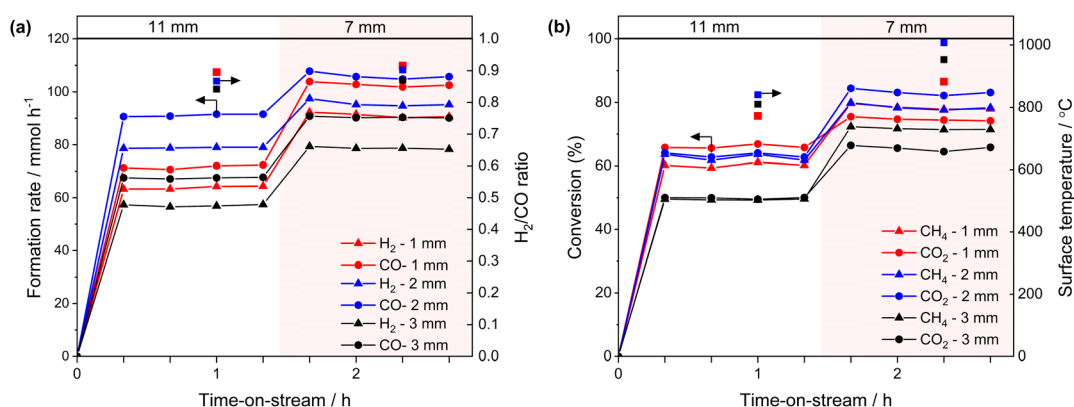 (a)
11 mm
7 mm
120
100
80
60
40
20
0
Formation rate / mmol h⁻¹
1.0
0.9
0.8
0.7
0.6
0.5
0.4
0.3
0.2
0.1
0.0
H₂/CO ratio
H₂ - 1 mm
CO- 1 mm
H₂ - 2 mm
CO- 2 mm
H₂ - 3 mm
CO- 3 mm
0
1
2
Time-on-stream / h
(b)
11 mm
7 mm
100
80
60
40
20
0
Conversion (%)
1000
800
600
400
200
0
Surface temperature / °C
CH₄ - 1 mm
CO₂ - 1 mm
CH₄ - 2 mm
CO₂ - 2 mm
CH₄ - 3 mm
CO₂ - 3 mm
0
1
2
Time-on-stream / h